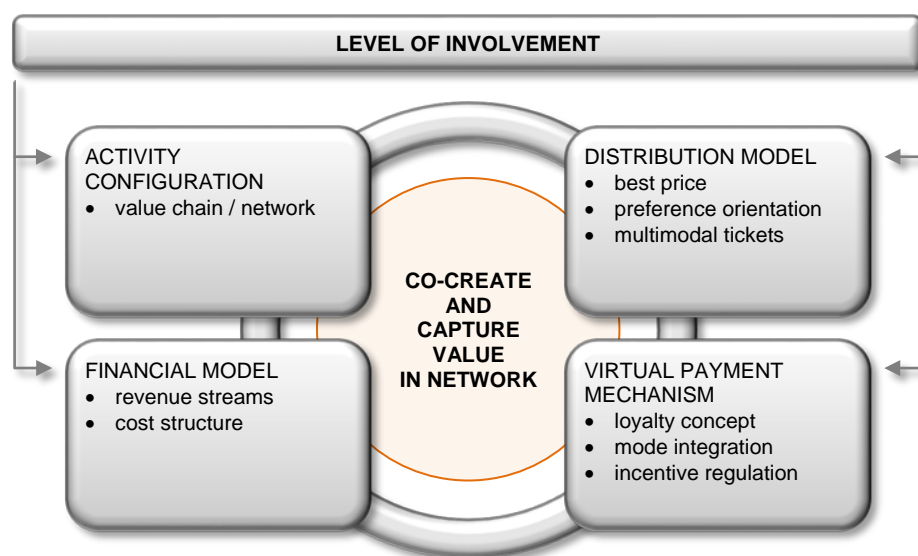 LEVEL OF INVOLVEMENT
ACTIVITY
CONFIGURATION
• value chain / network
DISTRIBUTION MODEL
• best price
• preference orientation
• multimodal tickets
CO-CREATE
AND
CAPTURE
VALUE
IN NETWORK
FINANCIAL MODEL
• revenue streams
• cost structure
VIRTUAL PAYMENT
MECHANISM
• loyalty concept
• mode integration
• incentive regulation